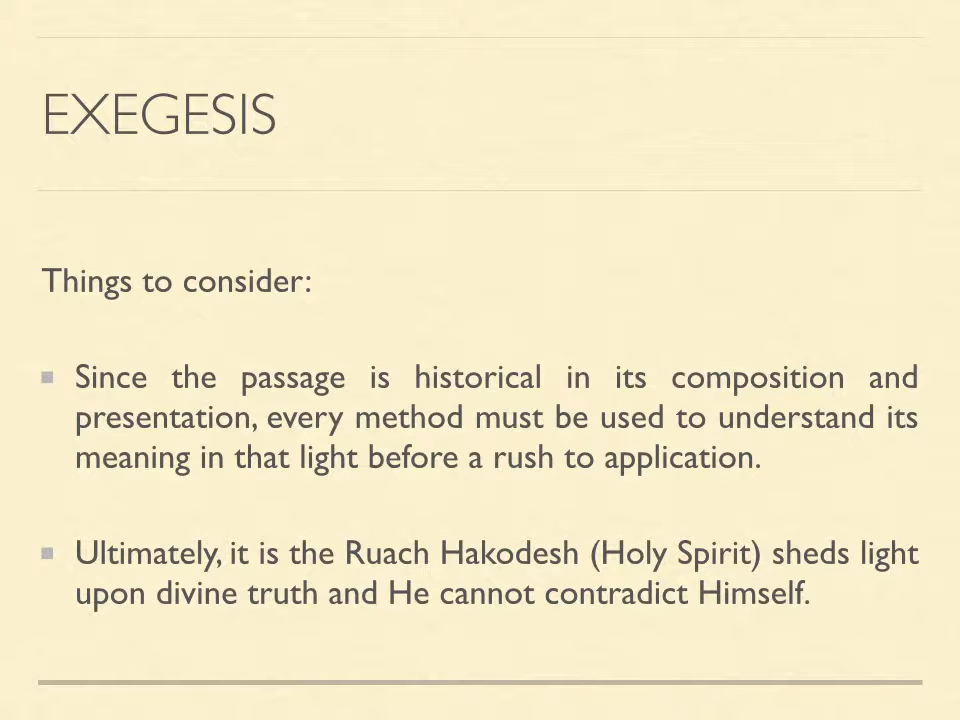 EXEGESIS
Things to consider:
Since the passage is historical in its composition and
presentation, every method must be used to understand its
meaning in that light before a rush to application.
Ultimately, it is the Ruach Hakodesh (Holy Spirit) sheds light
upon divine truth and He cannot contradict Himself.